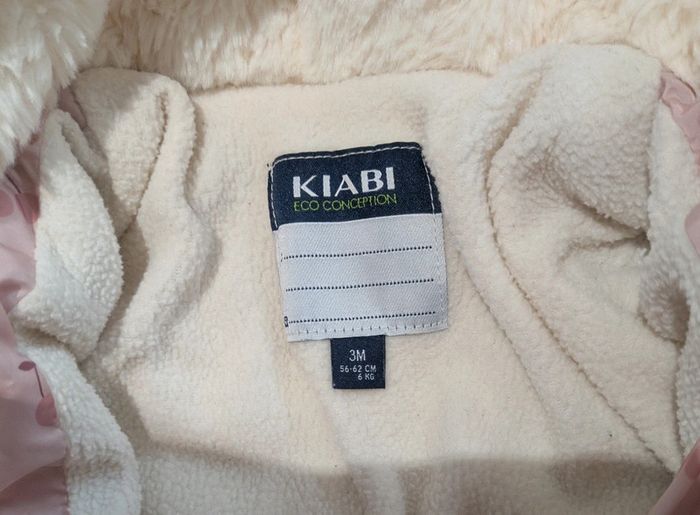 KIABI
ECO CONCEPTION
3M
56-62 CM
6 KG